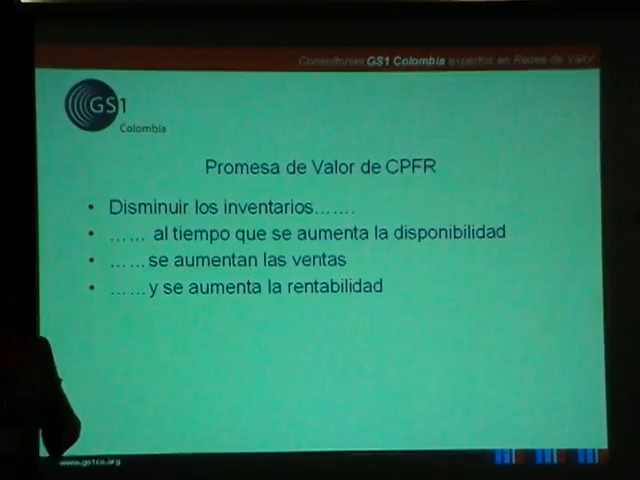 Consultorias GS1 Colombia expertos en Redes de Valor
GS1
Colombia
Promesa de Valor de CPFR
• Disminuir los inventarios…….
• …… al tiempo que se aumenta la disponibilidad
• ……se aumentan las ventas
• ……y se aumenta la rentabilidad
www.gs1co.org